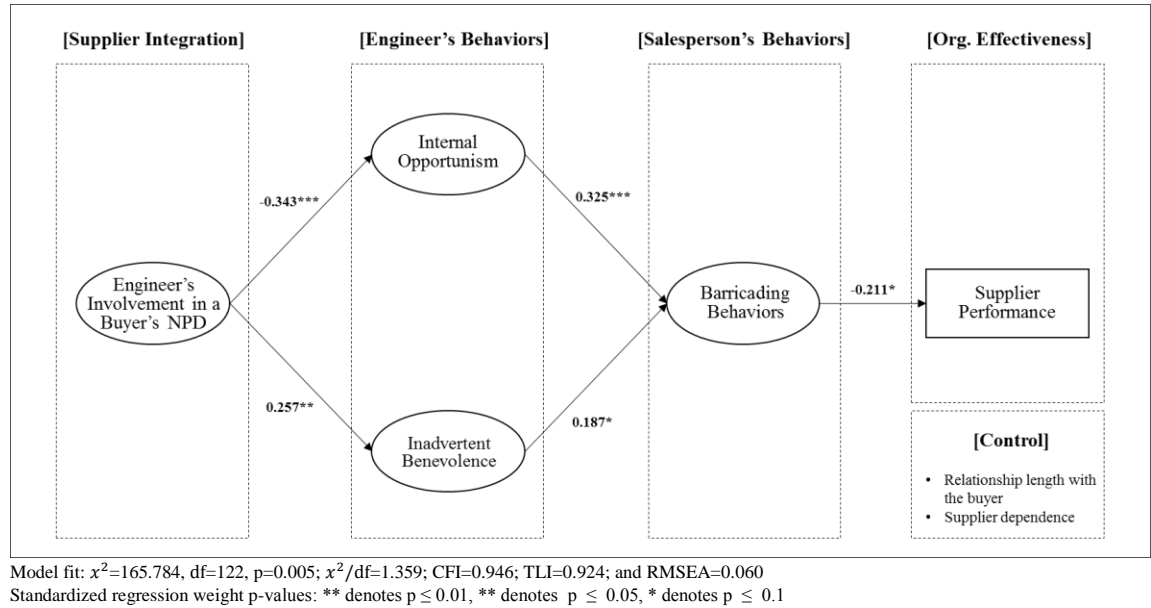 [Supplier Integration]
[Engineer's Behaviors]
[Salesperson's Behaviors]
[Org. Effectiveness]
Internal
Opportunism
-0.343***
0.325***
Engineer's
Involvement in a
Buyer's NPD
Barricading
Behaviors
-0.211*
Supplier
Performance
0.257**
0.187*
Inadvertent
Benevolence
[Control]
• Relationship length with
the buyer
• Supplier dependence
Model fit: x²=165.784, df=122, p=0.005; x²/df=1.359; CFI=0.946; TLI=0.924; and RMSEA=0.060
Standardized regression weight p-values: ** denotes p ≤ 0.01, ** denotes p ≤ 0.05, * denotes p ≤ 0.1